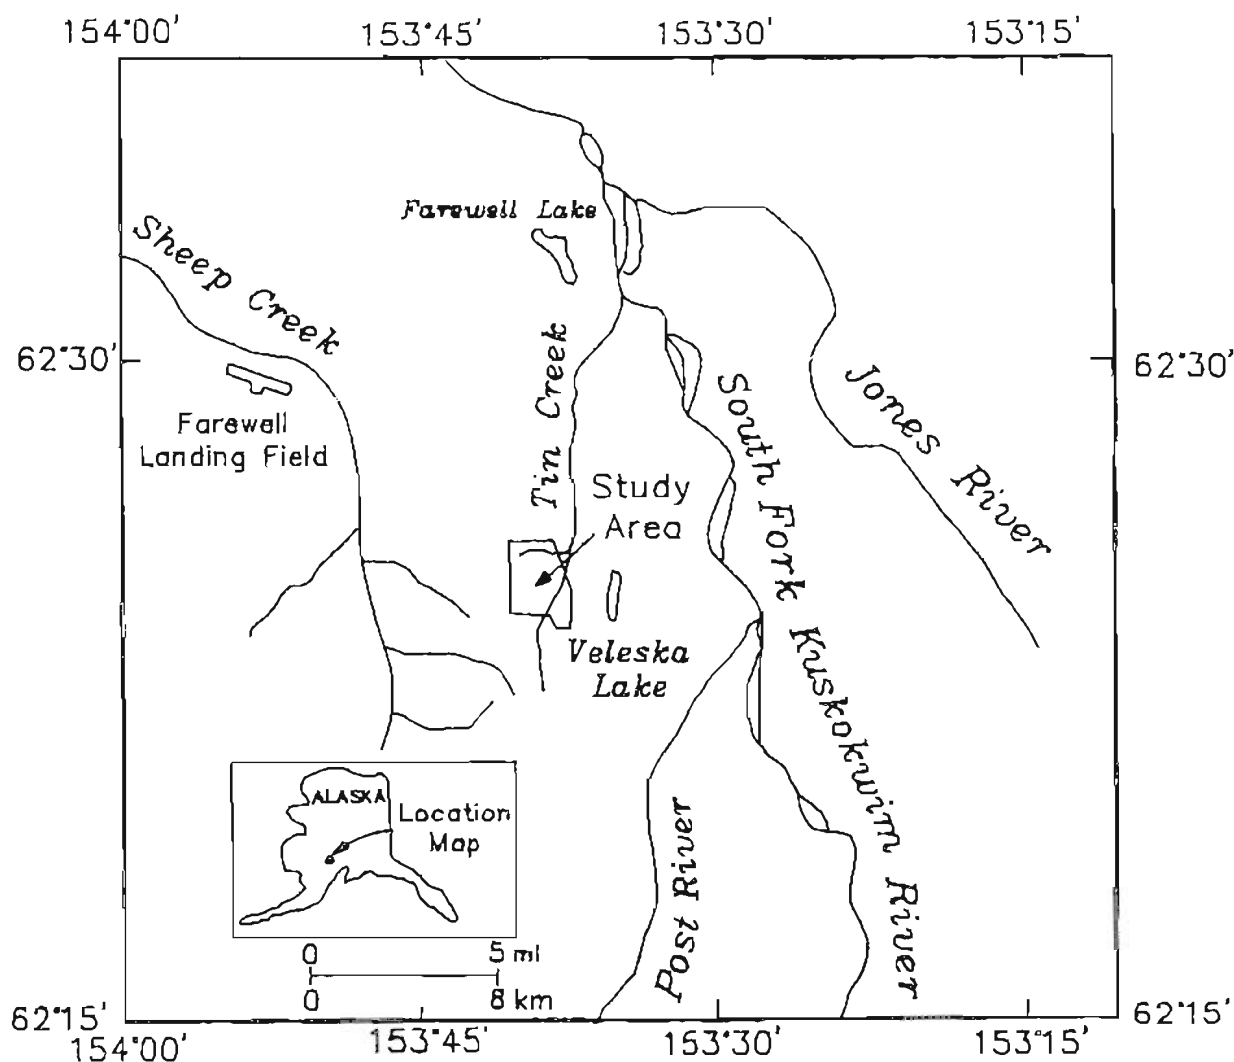 154°00' 153°45' 153°30' 153°15'
Farewell Lake
Sheep Creek
62°30' 62°30'
Tin Creek
Jones River
Farewell
Landing Field
South Fork Kuskokwim River
Study
Area
Veleska
Lake
ALASKA
Location
Map
Post River
0 5 mi
0 8 km
62°15' 62°15'
154°00' 153°45' 153°30' 153°15'